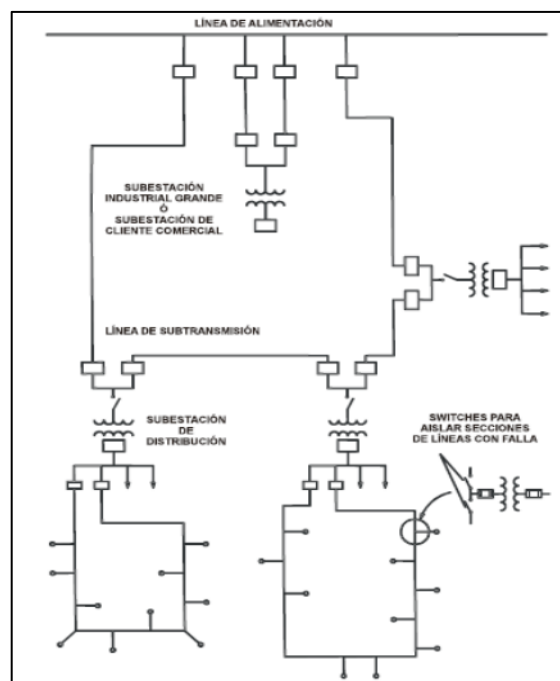 LÍNEA DE ALIMENTACIÓN
SUBESTACIÓN
INDUSTRIAL GRANDE
Ó
SUBESTACIÓN DE
CLIENTE COMERCIAL
LÍNEA DE SUBTRANSMISIÓN
SUBESTACIÓN
DE
DISTRIBUCIÓN
SWITCHES PARA
AISLAR SECCIONES
DE LÍNEAS CON FALLA